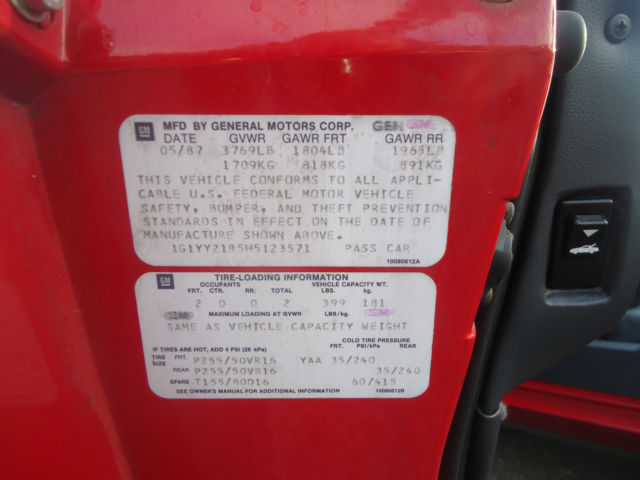 GM MFD BY GENERAL MOTORS CORP. GEN
DATE GVWR GAWR FRT GAWR RR
05/87 3769LB 1804LB 1965LB
1709KG 818KG 891KG
THIS VEHICLE CONFORMS TO ALL APPLI-
CABLE U.S. FEDERAL MOTOR VEHICLE
SAFETY, BUMPER, AND THEFT PREVENTION
STANDARDS IN EFFECT ON THE DATE OF
MANUFACTURE SHOWN ABOVE.
1G1YY2185H5123571 PASS CAR
10080812A
GM TIRE-LOADING INFORMATION
OCCUPANTS VEHICLE CAPACITY WT.
FRT. CTR. RR. TOTAL LBS. kg.
2 0 0 2 399 181
MAXIMUM LOADING AT GVWR LBS/kg.
SAME AS VEHICLE CAPACITY WEIGHT
COLD TIRE PRESSURE
IF TIRES ARE HOT, ADD 4 PSI (28 kPa) FRT. PSI/kPa REAR
TIRE SIZE FRT. P255/50VR16 YAA 35/240
REAR P255/50VR16 35/240
SPARE T155/80D16 60/415
SEE OWNER'S MANUAL FOR ADDITIONAL INFORMATION 10080812B